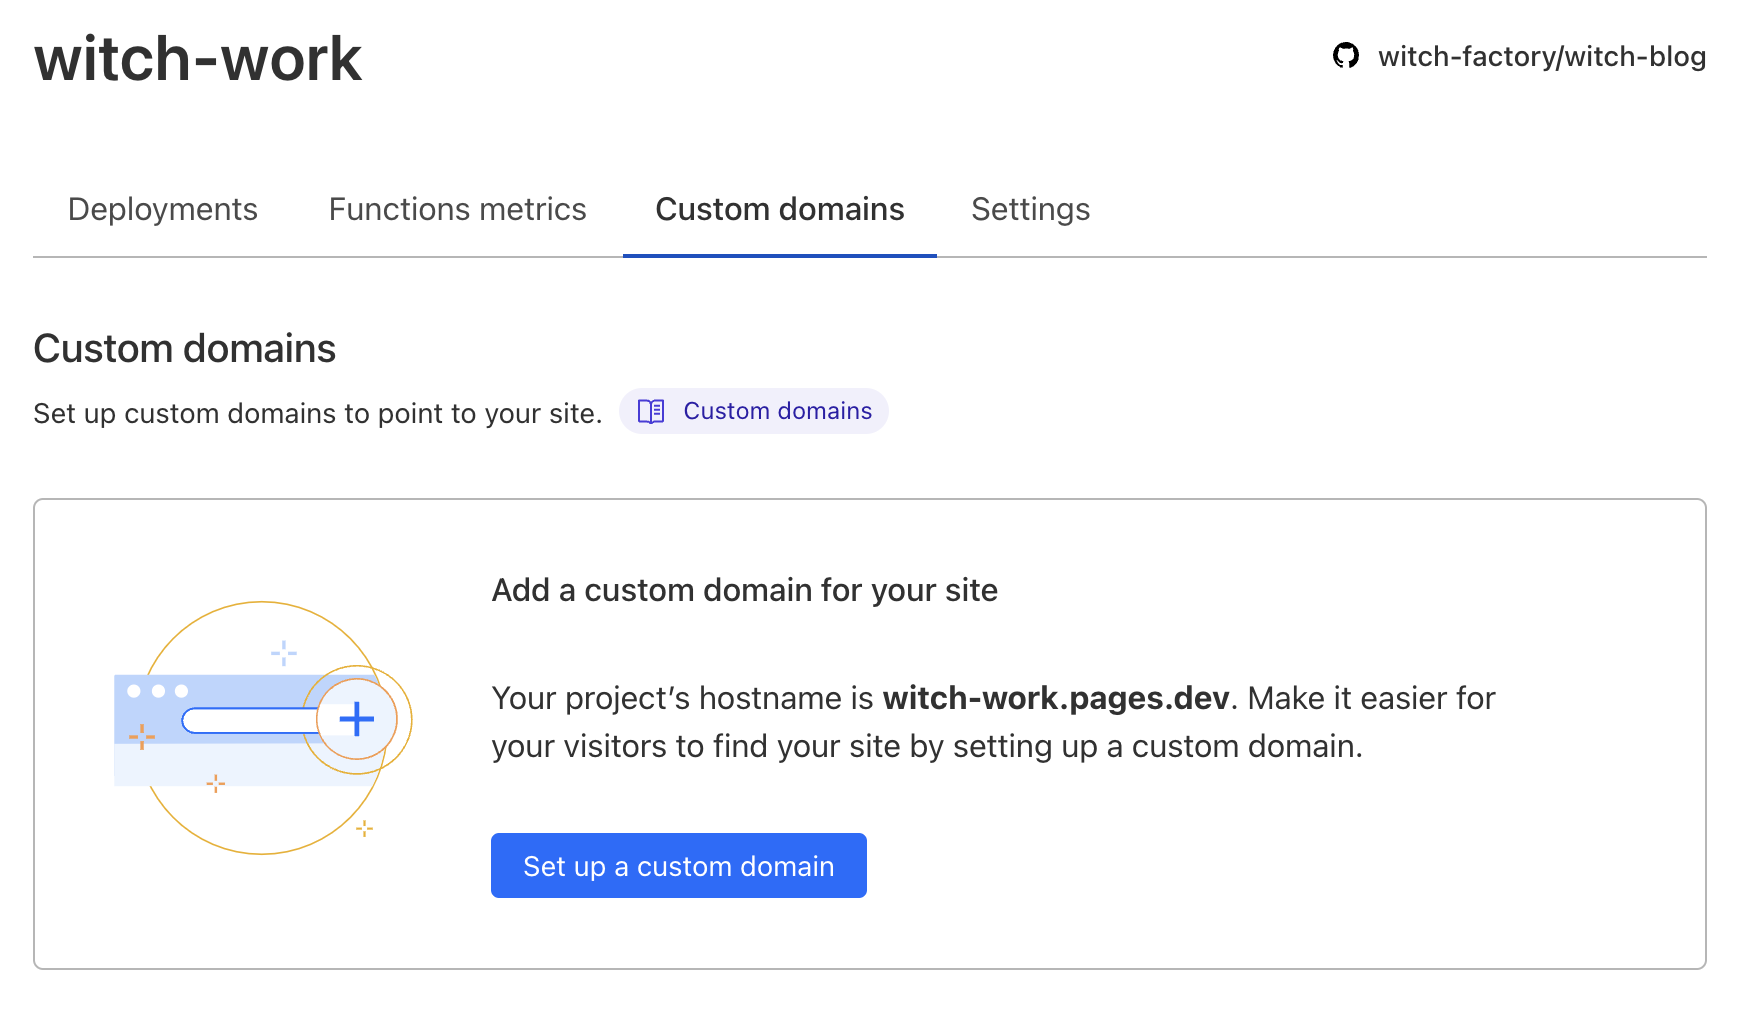 witch-work
witch-factory/witch-blog
Deployments
Functions metrics
Custom domains
Settings
Custom domains
Set up custom domains to point to your site.
Custom domains
Add a custom domain for your site
Your project’s hostname is witch-work.pages.dev. Make it easier for
your visitors to find your site by setting up a custom domain.
Set up a custom domain